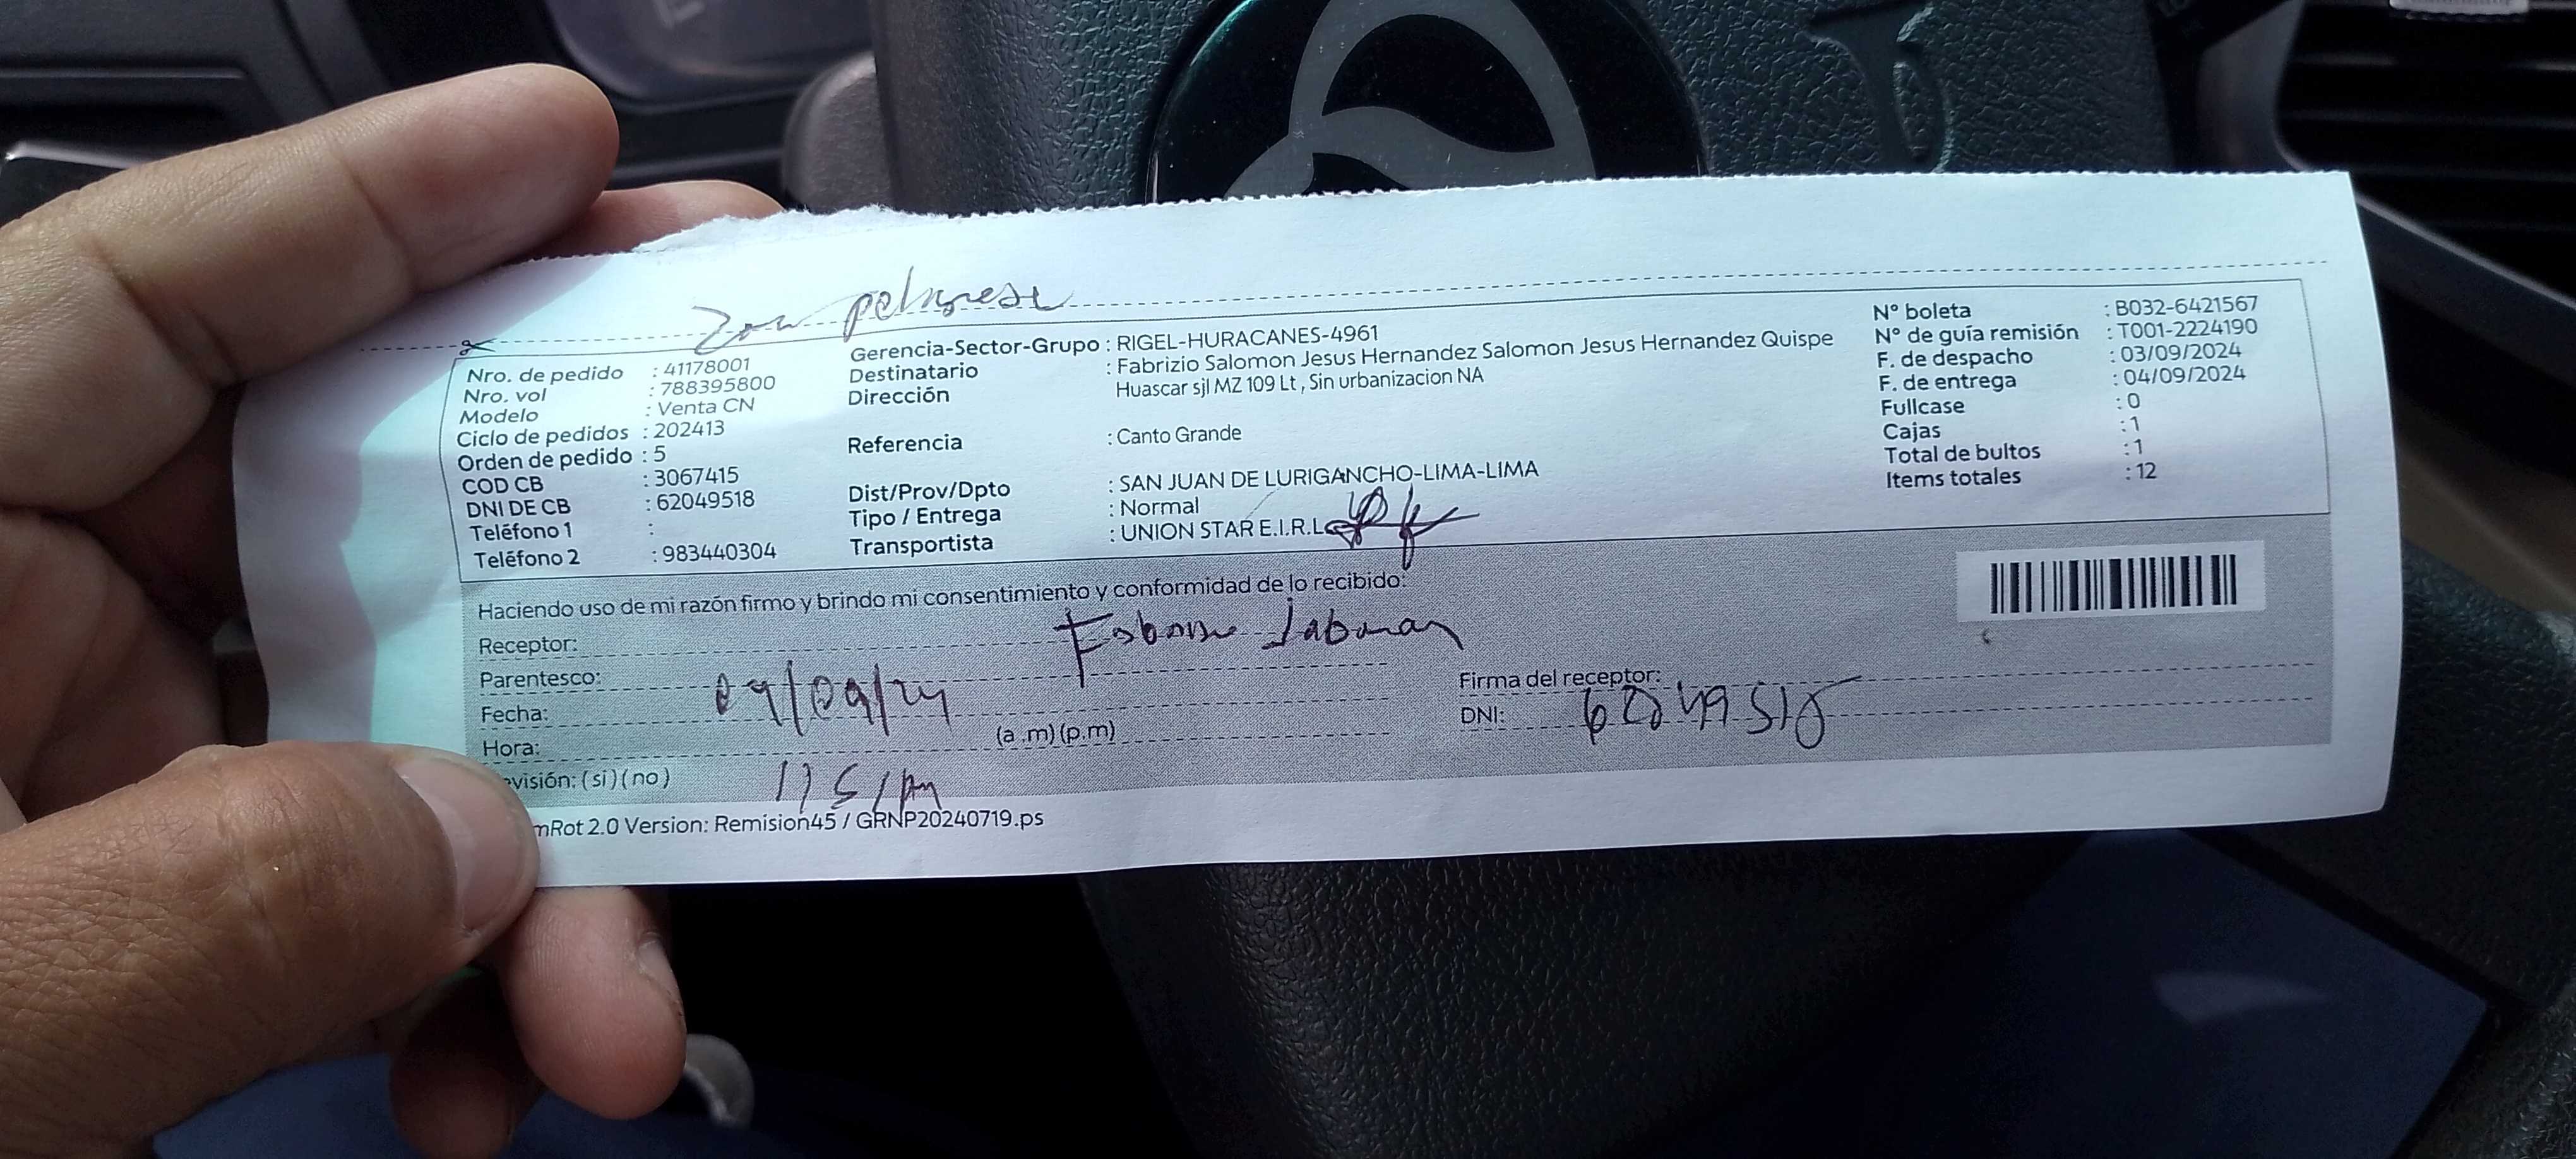 Zona peligrosa
Nro. de pedido : 41178001
Nro. vol : 788395800
Modelo : Venta CN
Ciclo de pedidos : 202413
Orden de pedido : 5
COD CB : 3067415
DNI DE CB : 62049518
Teléfono 1 :
Teléfono 2 : 983440304
Gerencia-Sector-Grupo : RIGEL-HURACANES-4961
Destinatario : Fabrizio Salomon Jesus Hernandez Salomon Jesus Hernandez Quispe
Dirección Huascar sjl MZ 109 Lt , Sin urbanizacion NA
Referencia : Canto Grande
Dist/Prov/Dpto : SAN JUAN DE LURIGANCHO-LIMA-LIMA
Tipo / Entrega : Normal
Transportista : UNION STAR E.I.R.L
N° boleta : B032-6421567
N° de guía remisión : T001-2224190
F. de despacho : 03/09/2024
F. de entrega : 04/09/2024
Fullcase : 0
Cajas : 1
Total de bultos : 1
Items totales : 12
Haciendo uso de mi razón firmo y brindo mi consentimiento y conformidad de lo recibido:
Receptor:
Parentesco:
Fecha: 04/09/24
Hora: (a .m) (p.m)
visión: (si) (no)
Firma del receptor:
DNI:
mRot 2.0 Version: Remision45 / GRNP20240719.ps